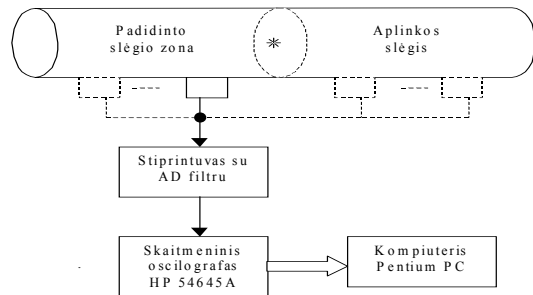 Padidinto
slėgio zona
Aplinkos
slėgis
Stiprintuvas su
AD filtru
Skaitmeninis
oscilografas
HP 54645A
Kompiuteris
Pentium PC